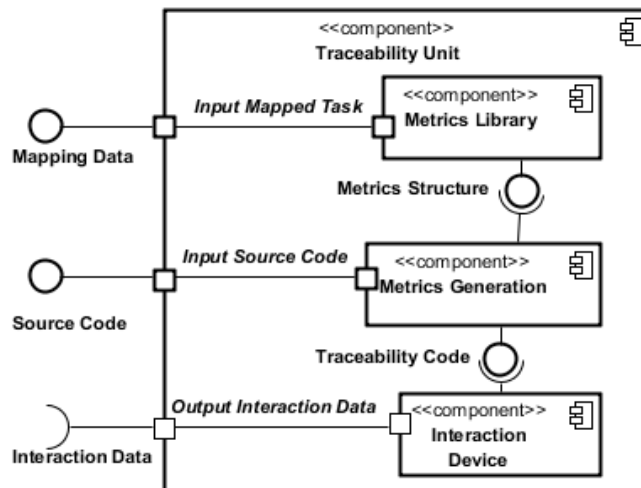 <<component>>
Traceability Unit
Input Mapped Task
<<component>>
Metrics Library
Mapping Data
Metrics Structure
Input Source Code
<<component>>
Metrics Generation
Source Code
Traceability Code
Output Interaction Data
<<component>>
Interaction
Device
Interaction Data